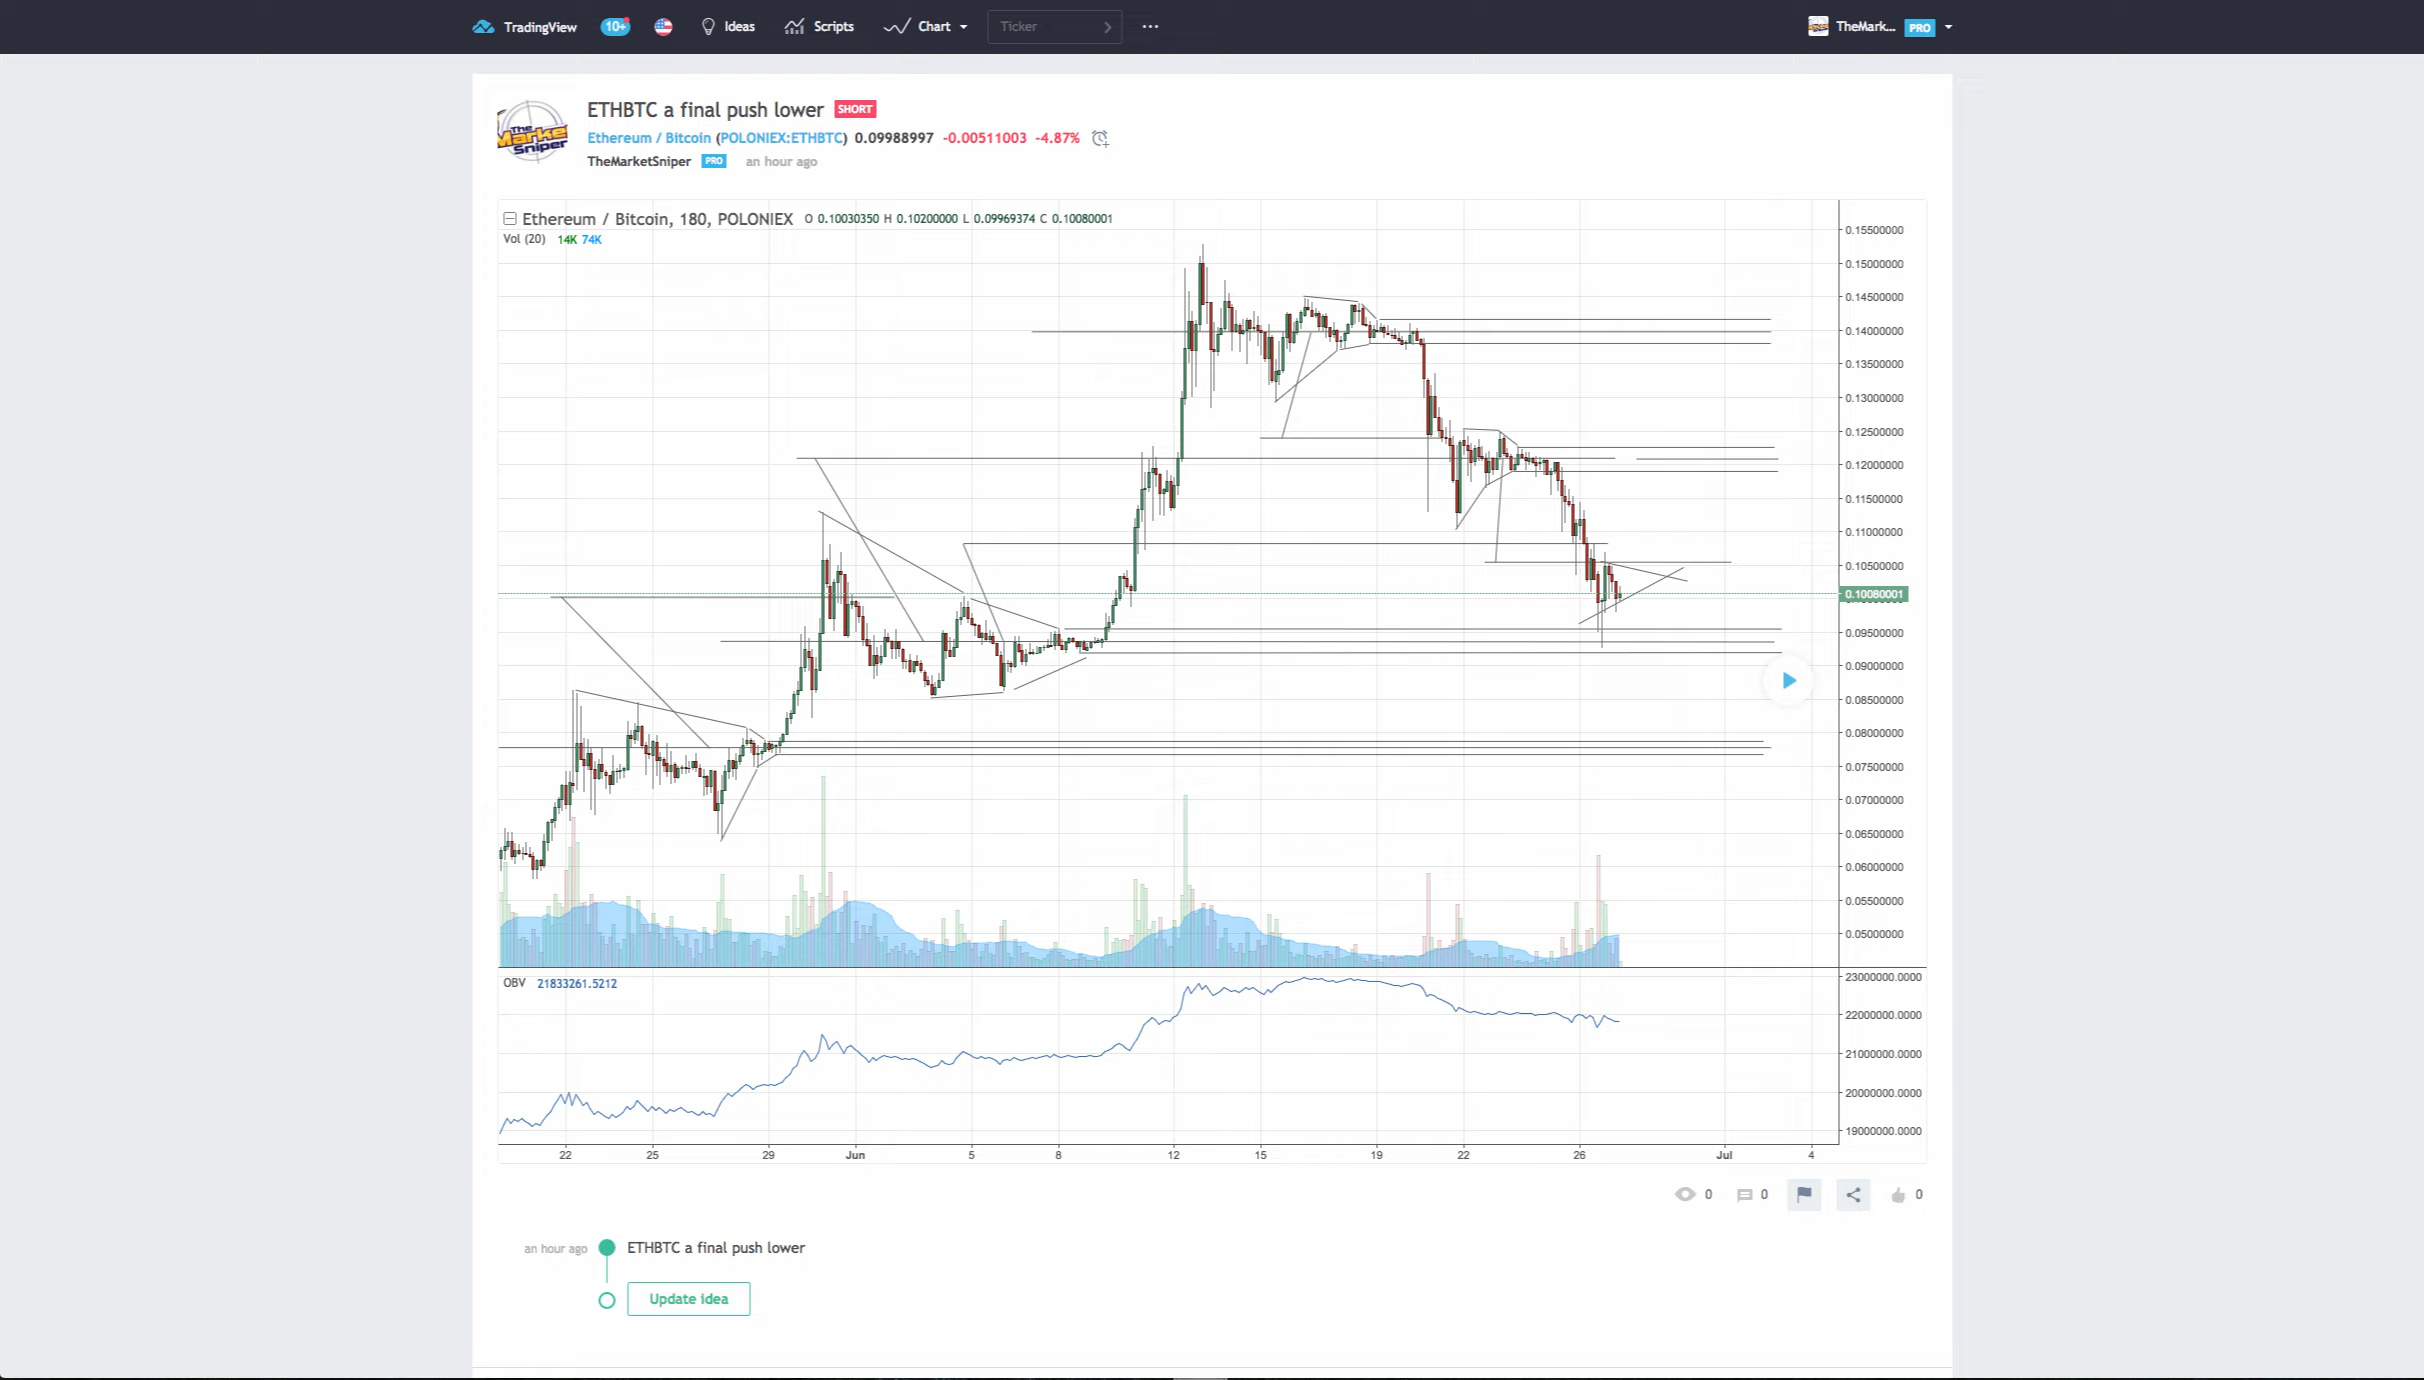 TradingView 10+ Ideas Scripts Chart Ticker ... TheMark... PRO
ETHBTC a final push lower SHORT
The Marke Sniper
Ethereum / Bitcoin (POLONIEX:ETHBTC) 0.09988997 -0.00511003 -4.87%
TheMarketSniper PRO an hour ago
Ethereum / Bitcoin, 180, POLONIEX O 0.10030350 H 0.10200000 L 0.09969374 C 0.10080001
Vol (20) 14K 74K
0.15500000
0.15000000
0.14500000
0.14000000
0.13500000
0.13000000
0.12500000
0.12000000
0.11500000
0.11000000
0.10500000
0.10080001
0.09500000
0.09000000
0.08500000
0.08000000
0.07500000
0.07000000
0.06500000
0.06000000
0.05500000
0.05000000
OBV 21833261.5212
23000000.0000
22000000.0000
21000000.0000
20000000.0000
19000000.0000
22 25 29 Jun 5 8 12 15 19 22 26 Jul 4
0 0 0
an hour ago ETHBTC a final push lower
Update idea